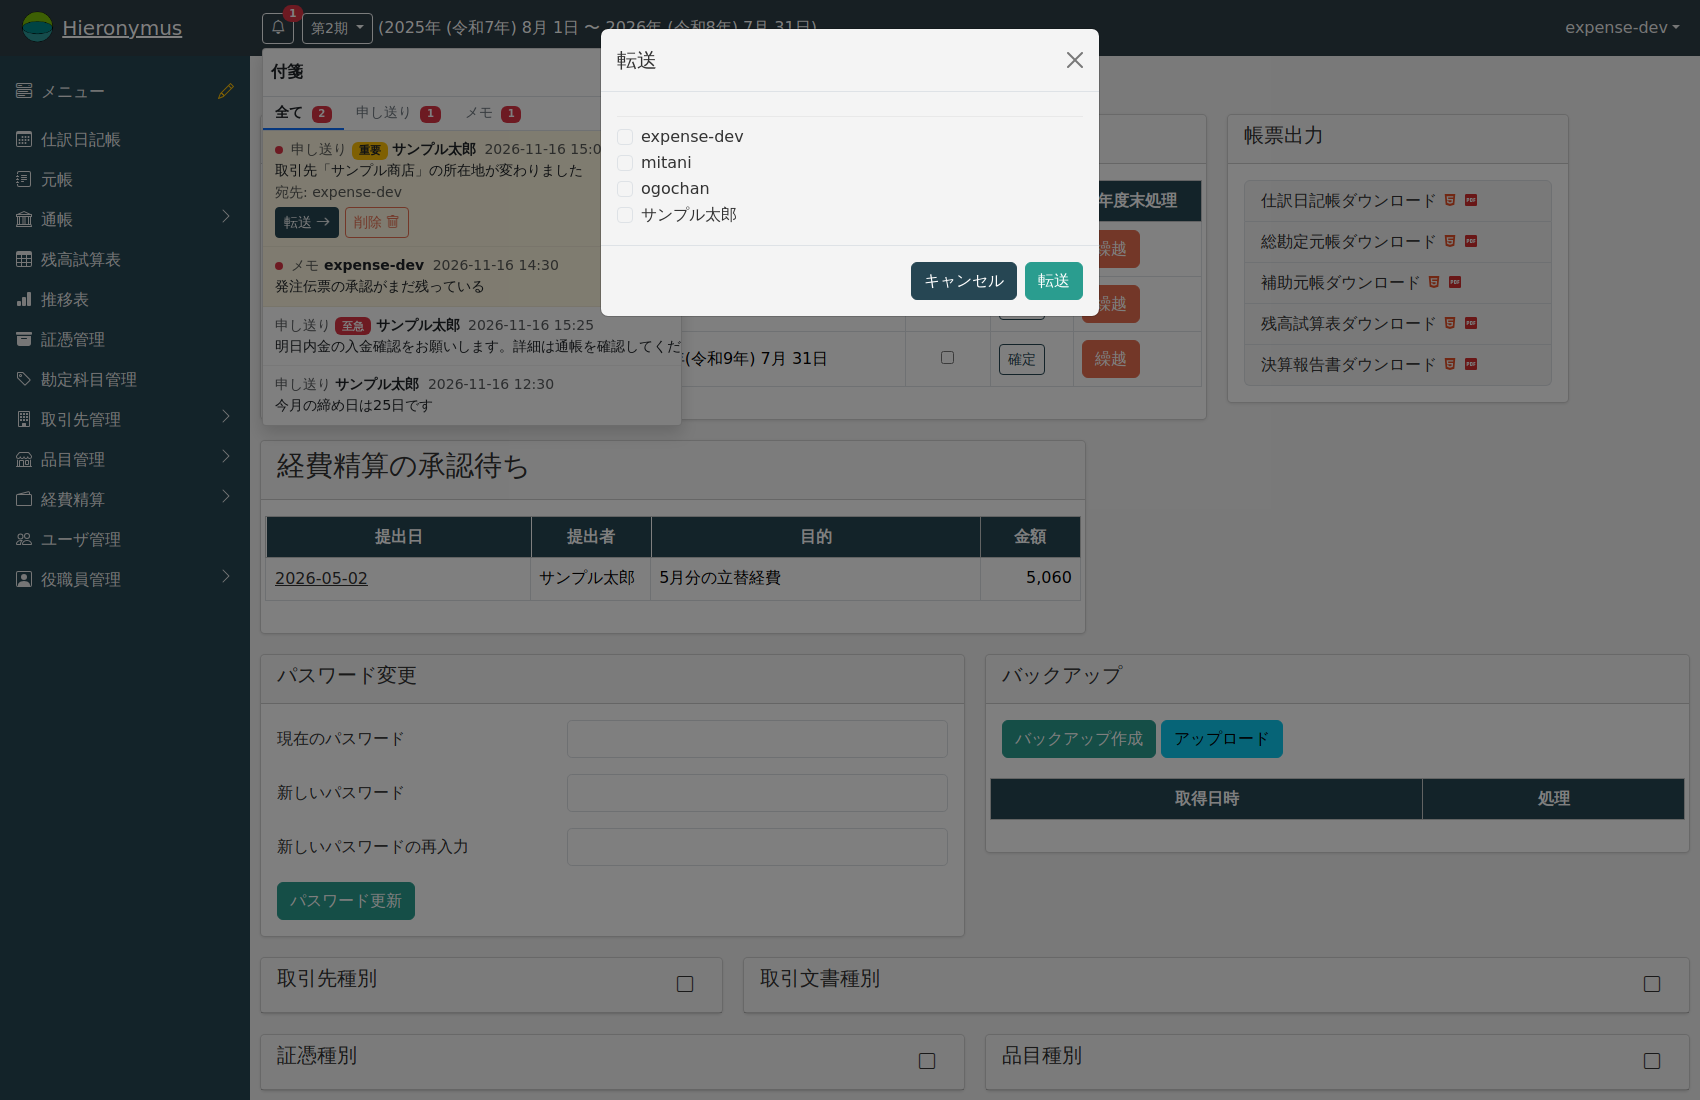 Hieronymus
1
第2期
(2025年 (令和7年) 8月 1日 〜 2026年 (令和8年) 7月 31日)
expense-dev
メニュー
仕訳日記帳
元帳
通帳
残高試算表
推移表
証憑管理
勘定科目管理
取引先管理
品目管理
経費精算
ユーザ管理
役職員管理
付箋
全て 2 申し送り 1 メモ 1
申し送り 重要 サンプル太郎 2026-11-16 15:0
取引先「サンプル商店」の所在地が変わりました
宛先: expense-dev
転送 → 削除
メモ expense-dev 2026-11-16 14:30
発注伝票の承認がまだ残っている
申し送り 至急 サンプル太郎 2026-11-16 15:25
明日内金の入金確認をお願いします。詳細は通帳を確認してくだ
申し送り サンプル太郎 2026-11-16 12:30
今月の締め日は25日です
転送
expense-dev
mitani
ogochan
サンプル太郎
キャンセル 転送
年度末処理
繰越
繰越
(令和9年) 7月 31日
確定
繰越
帳票出力
仕訳日記帳ダウンロード
総勘定元帳ダウンロード
補助元帳ダウンロード
残高試算表ダウンロード
決算報告書ダウンロード
経費精算の承認待ち
提出日 提出者 目的 金額
2026-05-02 サンプル太郎 5月分の立替経費 5,060
パスワード変更
現在のパスワード
新しいパスワード
新しいパスワードの再入力
パスワード更新
バックアップ
バックアップ作成 アップロード
取得日時 処理
取引先種別
取引文書種別
証憑種別
品目種別